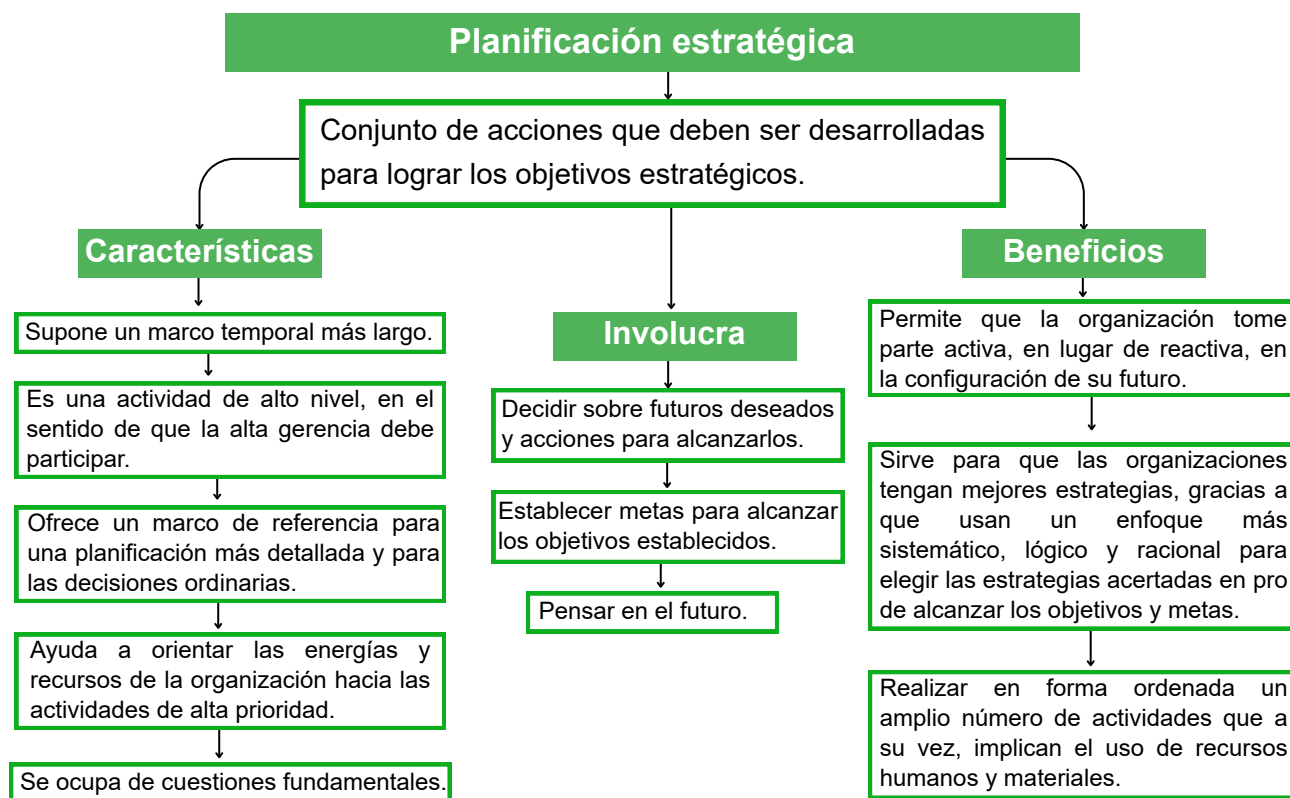 Planificación estratégica
Conjunto de acciones que deben ser desarrolladas
para lograr los objetivos estratégicos.
Características
Supone un marco temporal más largo.
Es una actividad de alto nivel, en el
sentido de que la alta gerencia debe
participar.
Ofrece un marco de referencia para
una planificación más detallada y para
las decisiones ordinarias.
Ayuda a orientar las energías y
recursos de la organización hacia las
actividades de alta prioridad.
Se ocupa de cuestiones fundamentales.
Involucra
Decidir sobre futuros deseados
y acciones para alcanzarlos.
Establecer metas para alcanzar
los objetivos establecidos.
Pensar en el futuro.
Beneficios
Permite que la organización tome
parte activa, en lugar de reactiva, en
la configuración de su futuro.
Sirve para que las organizaciones
tengan mejores estrategias, gracias a
que usan un enfoque más
sistemático, lógico y racional para
elegir las estrategias acertadas en pro
de alcanzar los objetivos y metas.
Realizar en forma ordenada un
amplio número de actividades que a
su vez, implican el uso de recursos
humanos y materiales.